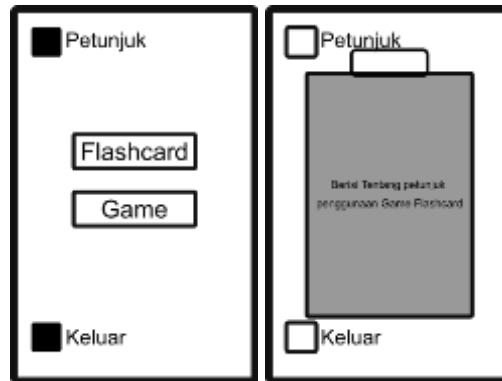 Petunjuk
Flashcard
Game
Keluar
Petunjuk
Berisi Tentang petunjuk
penggunaan Game Flashcard
Keluar